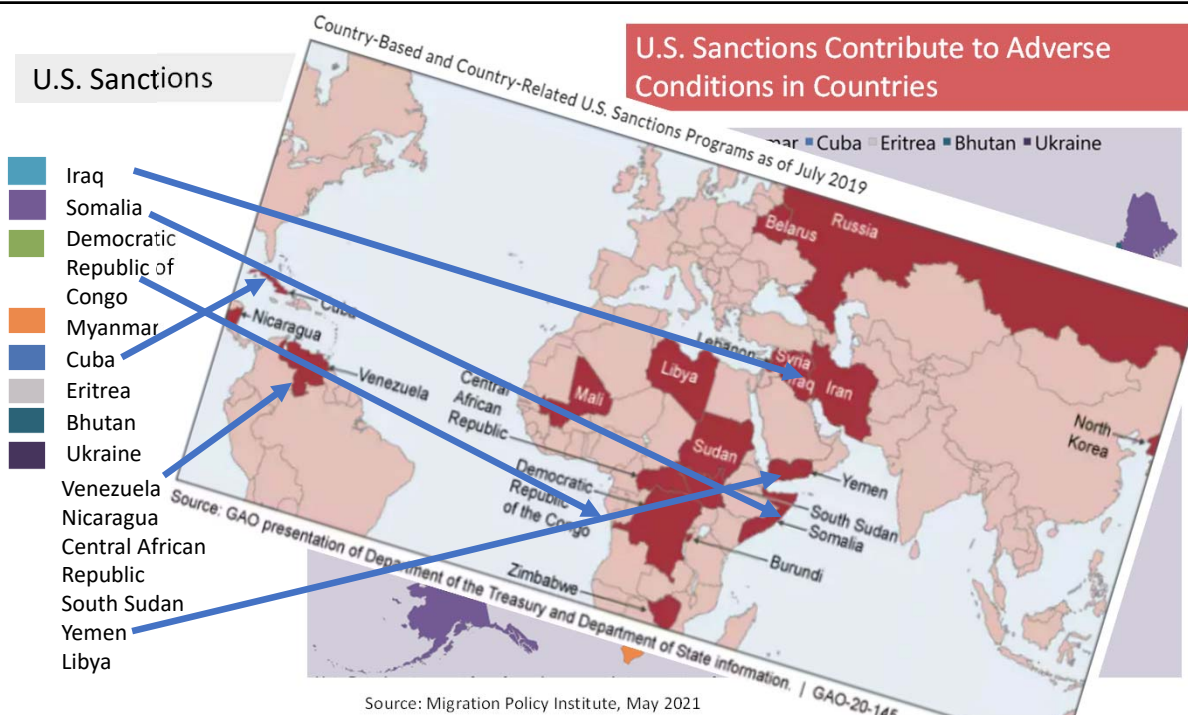 U.S. Sanctions
U.S. Sanctions Contribute to Adverse
Conditions in Countries
Country-Based and Country-Related U.S. Sanctions Programs as of July 2019
Cuba Eritrea Bhutan Ukraine
Iraq
Somalia
Democratic
Republic of
Congo
Myanmar
Cuba
Eritrea
Bhutan
Ukraine
Venezuela
Nicaragua
Central African
Republic
South Sudan
Yemen
Libya
Russia
Belarus
Cuba
Nicaragua
Venezuela
Lebanon
Syria
Iraq
Iran
Libya
Mali
Central
African
Republic
Sudan
North
Korea
Yemen
Democratic
Republic
of the Congo
South Sudan
Somalia
Burundi
Zimbabwe
Source: GAO presentation of Department of the Treasury and Department of State information. | GAO-20-145
Source: Migration Policy Institute, May 2021